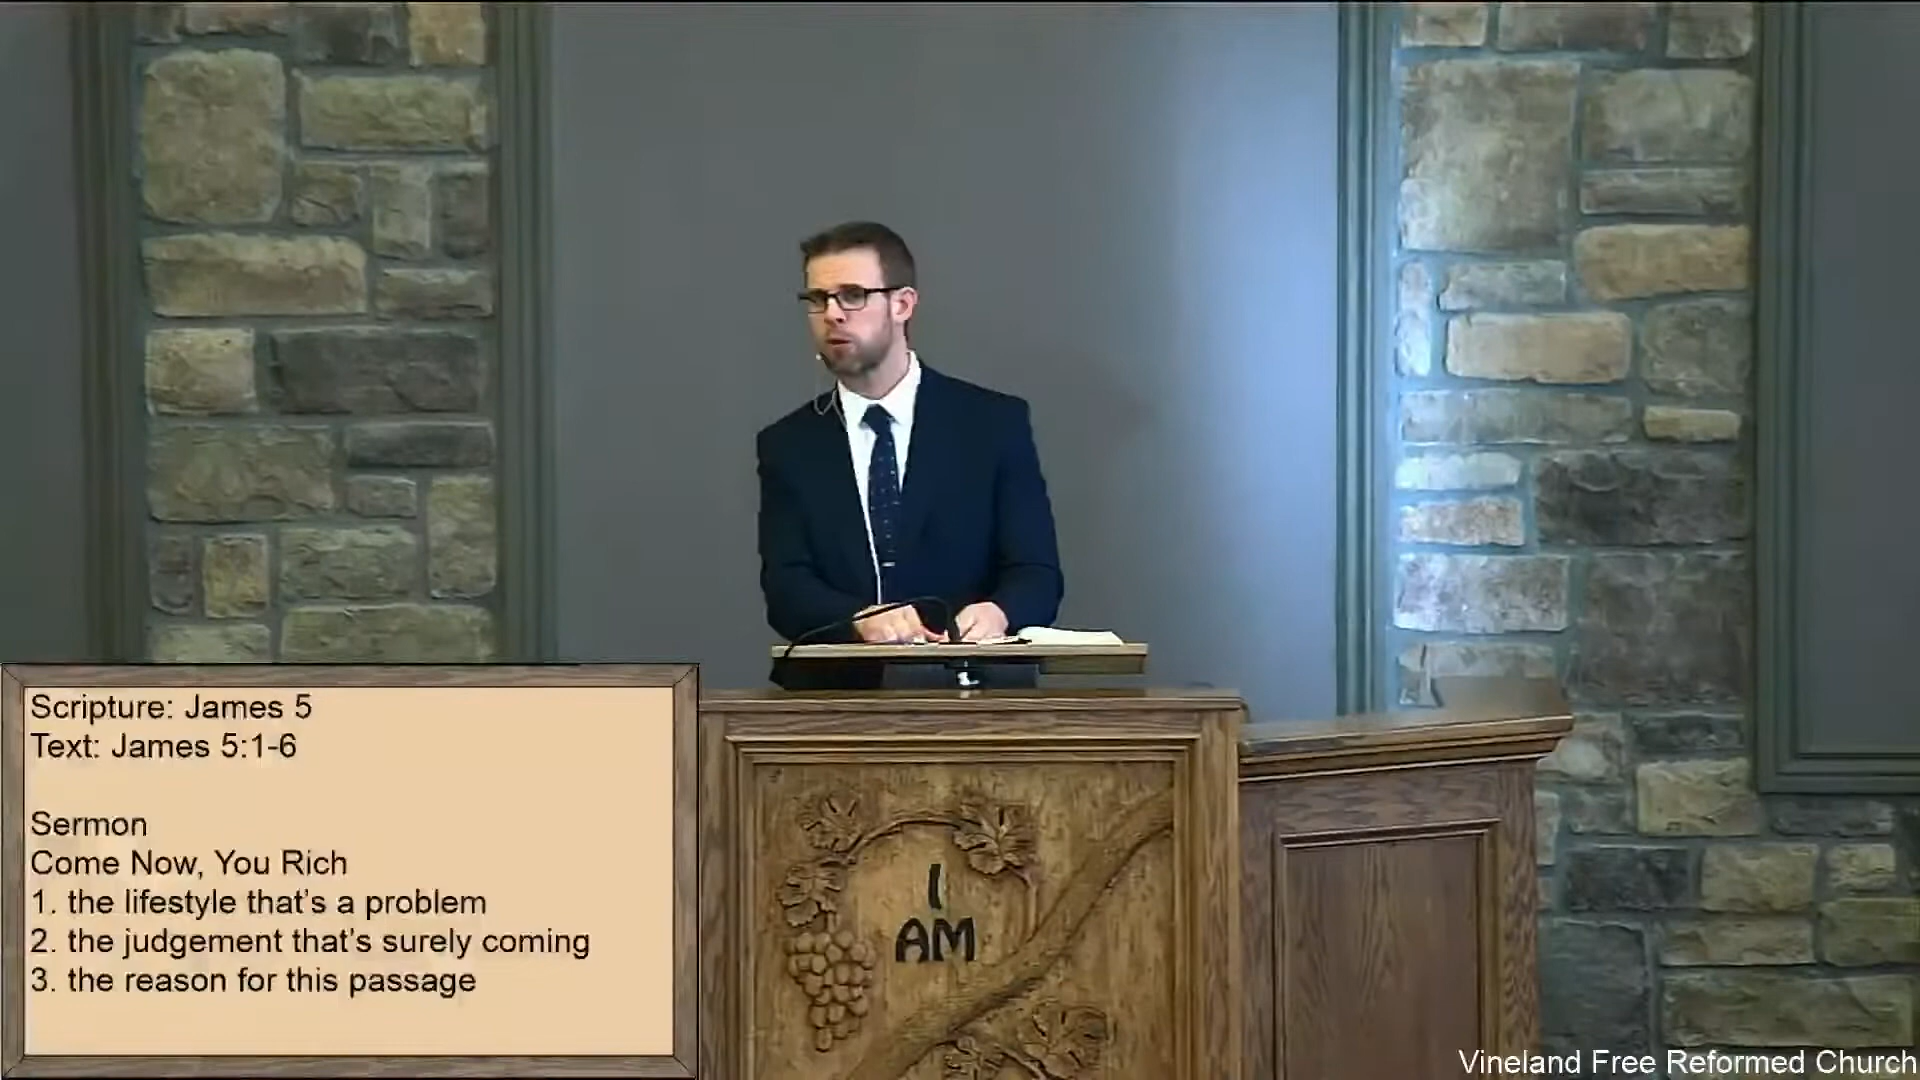 Scripture: James 5
Text: James 5:1-6
Sermon
Come Now, You Rich
1. the lifestyle that's a problem
2. the judgement that's surely coming
3. the reason for this passage
I
AM
Vineland Free Reformed Church